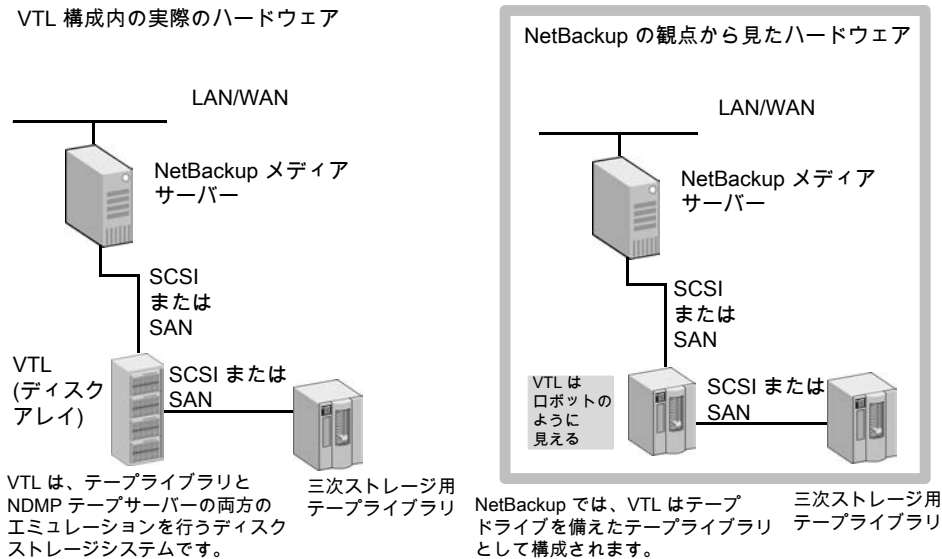 VTL 構成内の実際のハードウェア
LAN/WAN
NetBackup メディア
サーバー
SCSI
または
SAN
VTL
(ディスク
アレイ)
SCSI または
SAN
VTL は、テープライブラリと
NDMP テープサーバーの両方の
エミュレーションを行うディスク
ストレージシステムです。
三次ストレージ用
テープライブラリ
NetBackup の観点から見たハードウェア
LAN/WAN
NetBackup メディア
サーバー
SCSI
または
SAN
VTL は
ロボットの
ように
見える
SCSI または
SAN
NetBackup では、VTL はテープ
ドライブを備えたテープライブラリ
として構成されます。
三次ストレージ用
テープライブラリ